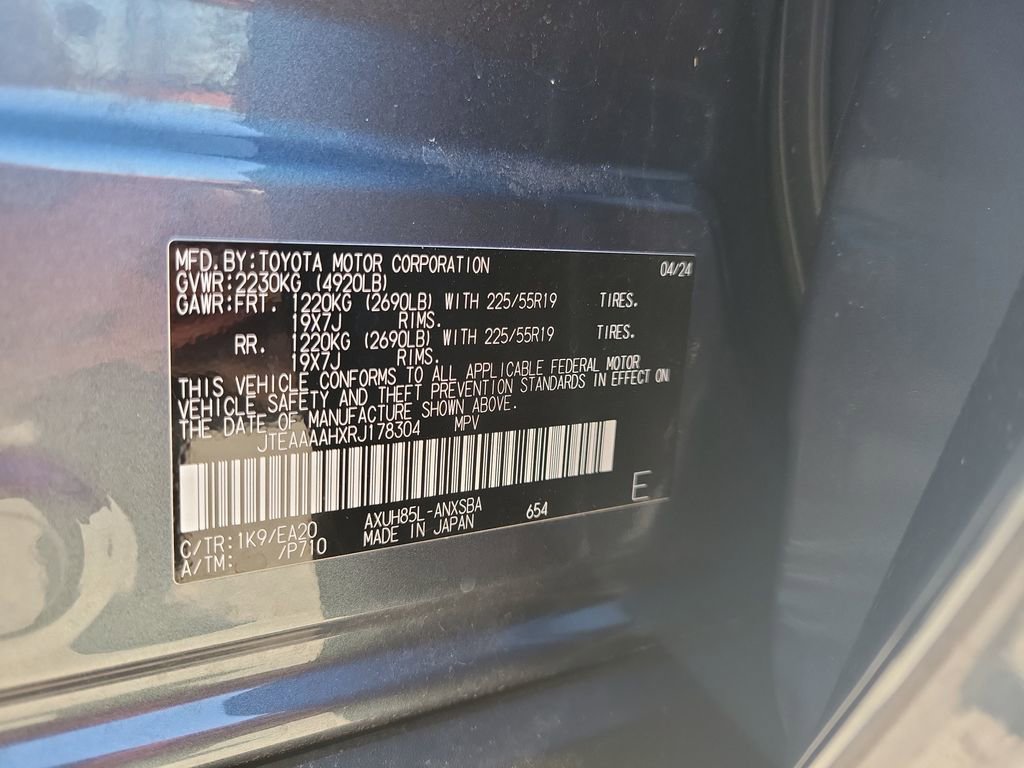 MFD.BY:TOYOTA MOTOR CORPORATION 04/24
GVWR:2230KG (4920LB)
GAWR:FRT. 1220KG (2690LB) WITH 225/55R19 TIRES.
19X7J RIMS.
RR. 1220KG (2690LB) WITH 225/55R19 TIRES.
19X7J RIMS.
THIS VEHICLE CONFORMS TO ALL APPLICABLE FEDERAL MOTOR
VEHICLE SAFETY AND THEFT PREVENTION STANDARDS IN EFFECT ON
THE DATE OF MANUFACTURE SHOWN ABOVE.
JTEAAAAHXRJ178304 MPV
E
C/TR:1K9/EA20 AXUH85L-ANXSBA 654
A/TM: /P710 MADE IN JAPAN